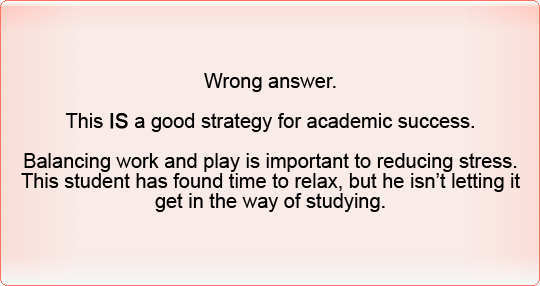 Wrong answer.
This IS a good strategy for academic success.
Balancing work and play is important to reducing stress.
This student has found time to relax, but he isn’t letting it
get in the way of studying.